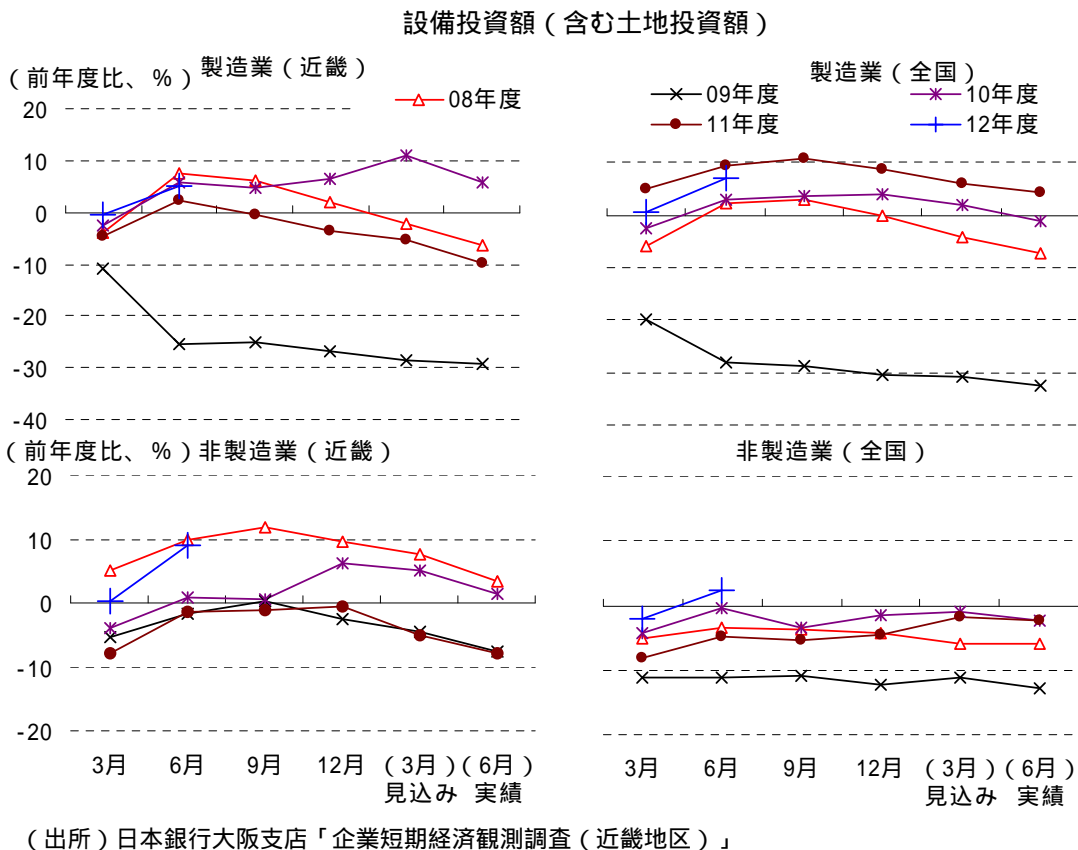 設備投資額（含む土地投資額）
（前年度比、％）製造業（近畿）
製造業（全国）
08年度
09年度
10年度
11年度
12年度
20
10
0
-10
-20
-30
-40
（前年度比、％）非製造業（近畿）
非製造業（全国）
20
10
0
-10
-20
3月 6月 9月 12月 （3月）（6月）
見込み 実績
3月 6月 9月 12月 （3月）（6月）
見込み 実績
（出所）日本銀行大阪支店「企業短期経済観測調査（近畿地区）」